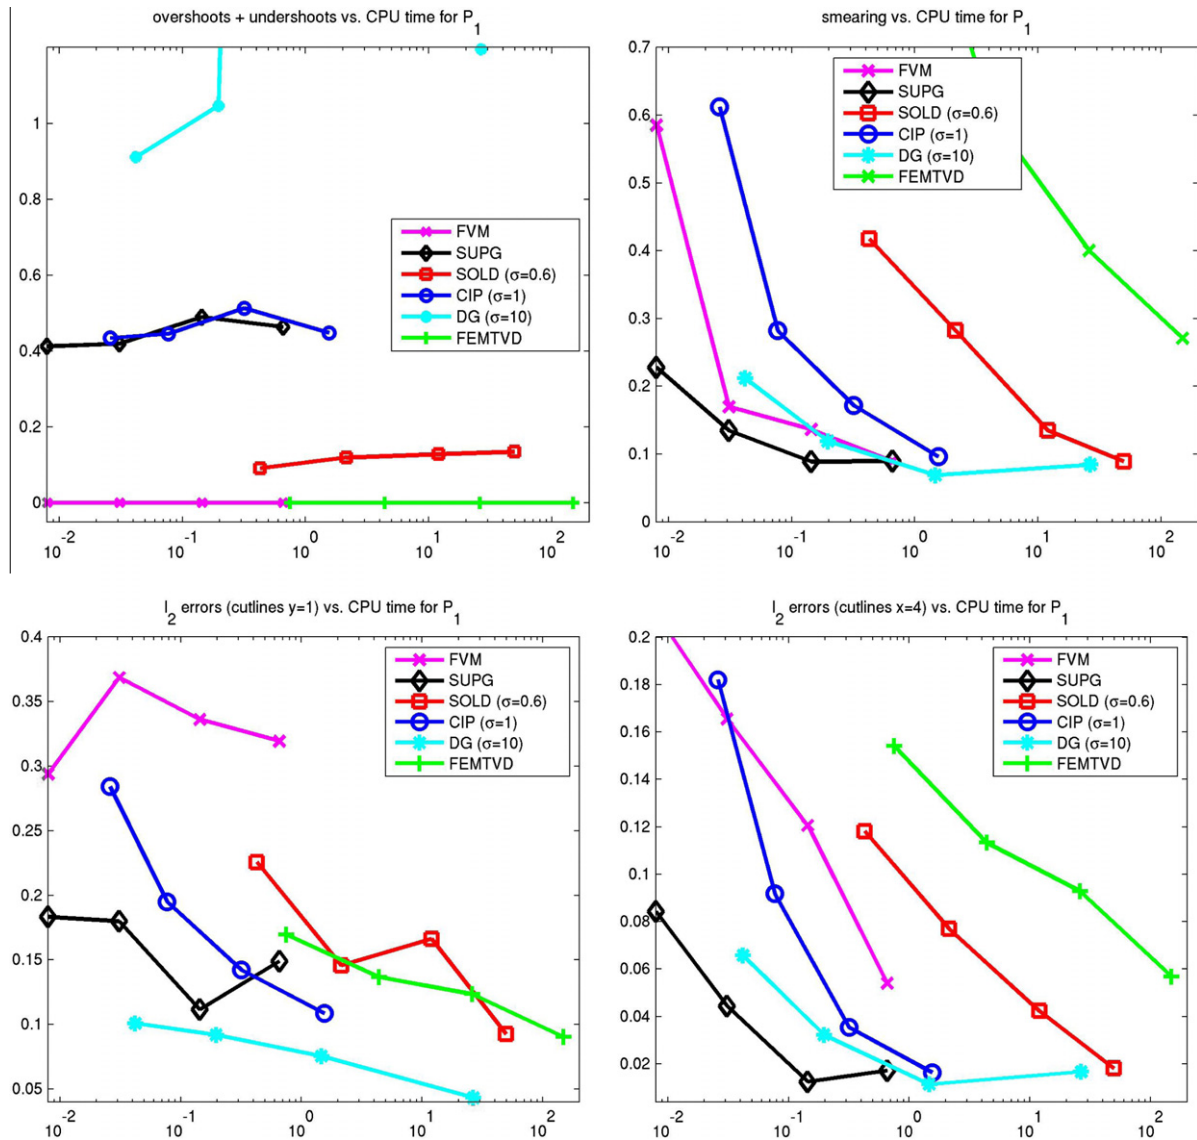 overshoots + undershoots vs. CPU time for P₁
1
0.8
0.6
0.4
0.2
0
FVM
SUPG
SOLD (σ=0.6)
CIP (σ=1)
DG (σ=10)
FEMTVD
10⁻² 10⁻¹ 10⁰ 10¹ 10²
smearing vs. CPU time for P₁
0.7
0.6
0.5
0.4
0.3
0.2
0.1
0
FVM
SUPG
SOLD (σ=0.6)
CIP (σ=1)
DG (σ=10)
FEMTVD
10⁻² 10⁻¹ 10⁰ 10¹ 10²
l₂ errors (cutlines y=1) vs. CPU time for P₁
0.4
0.35
0.3
0.25
0.2
0.15
0.1
0.05
FVM
SUPG
SOLD (σ=0.6)
CIP (σ=1)
DG (σ=10)
FEMTVD
10⁻² 10⁻¹ 10⁰ 10¹ 10²
l₂ errors (cutlines x=4) vs. CPU time for P₁
0.2
0.18
0.16
0.14
0.12
0.1
0.08
0.06
0.04
0.02
FVM
SUPG
SOLD (σ=0.6)
CIP (σ=1)
DG (σ=10)
FEMTVD
10⁻² 10⁻¹ 10⁰ 10¹ 10²